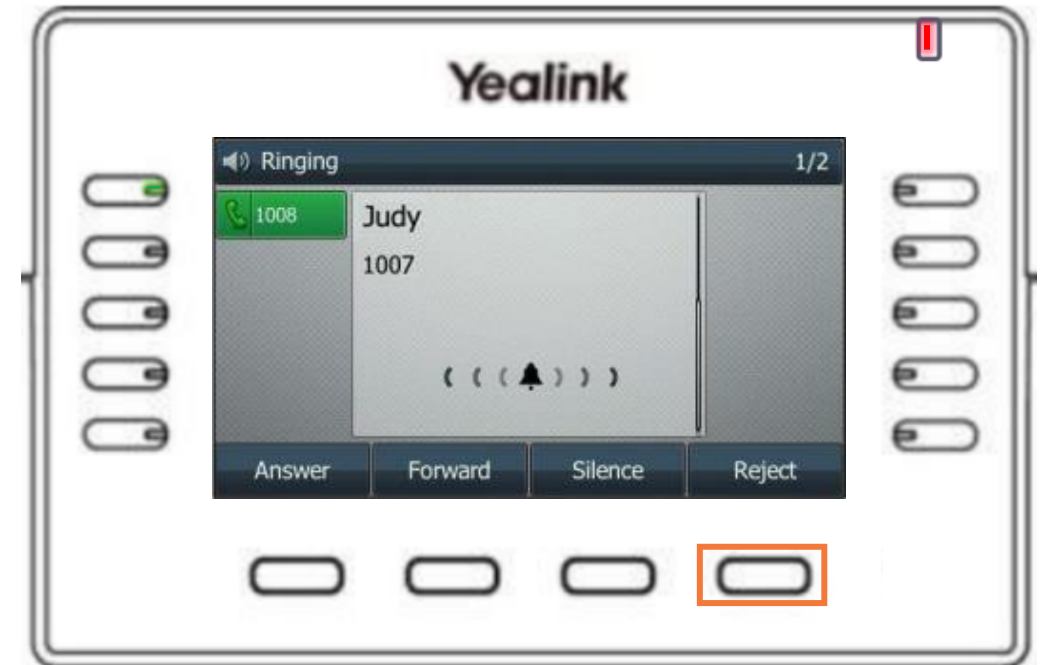 Yealink
Ringing 1/2
1008
Judy
1007
Answer Forward Silence Reject